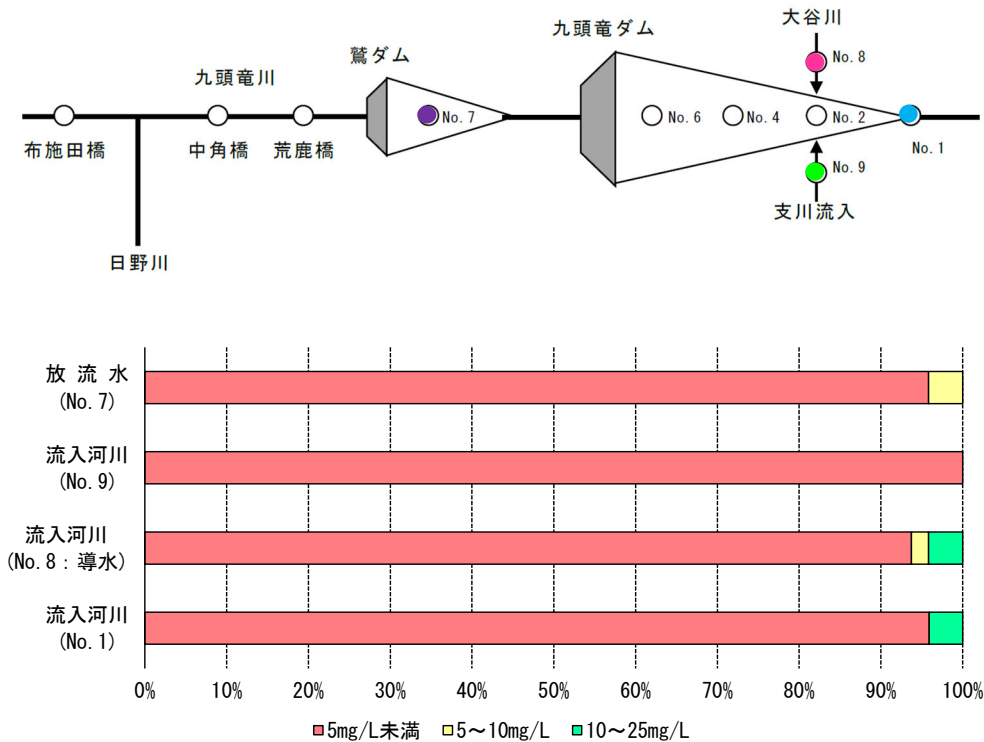 大谷川
九頭竜ダム
No.8
鷲ダム
九頭竜川
No.7
No.6
No.4
No.2
No.1
布施田橋
中角橋
荒鹿橋
No.9
支川流入
日野川
放流水
(No.7)
流入河川
(No.9)
流入河川
(No.8：導水)
流入河川
(No.1)
0%
10%
20%
30%
40%
50%
60%
70%
80%
90%
100%
5mg/L未満
5～10mg/L
10～25mg/L